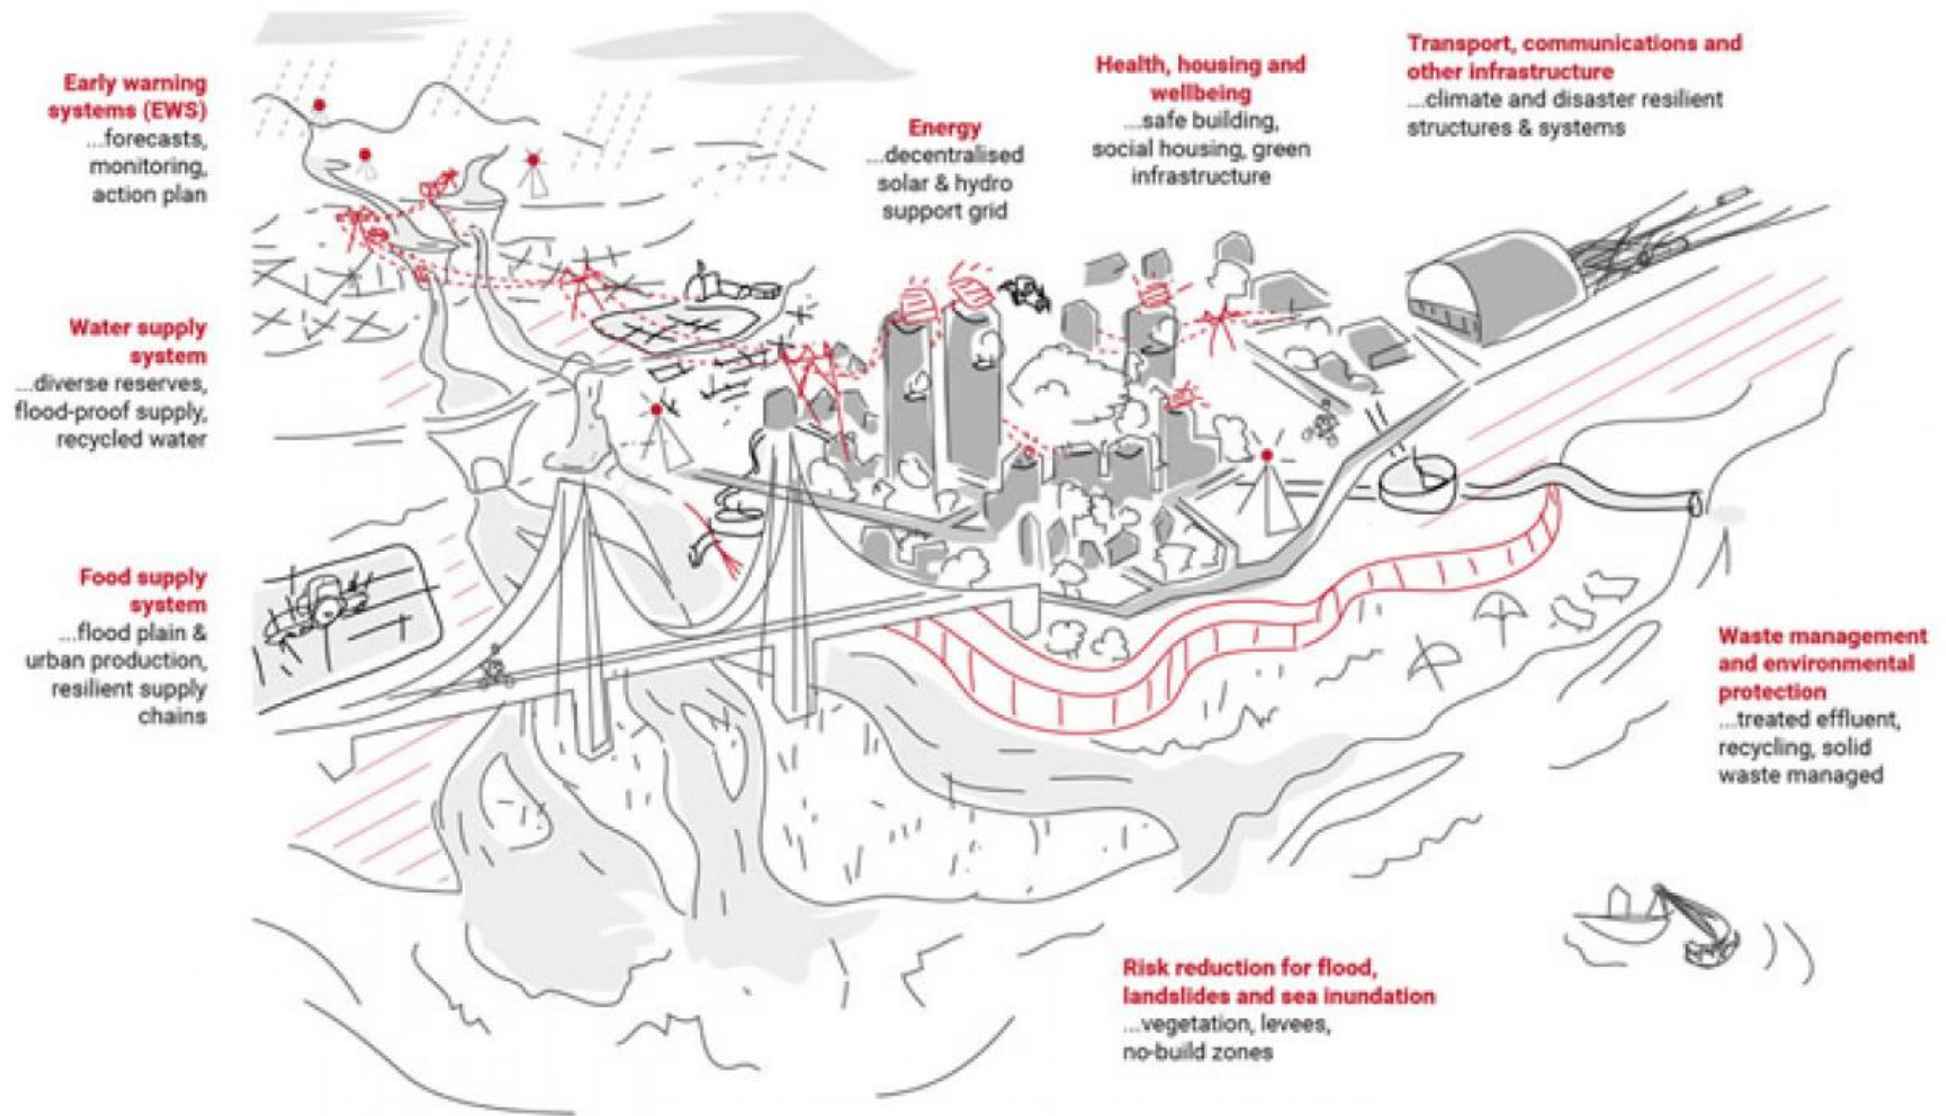 Early warning
systems (EWS)
...forecasts,
monitoring,
action plan
Water supply
system
...diverse reserves,
flood-proof supply,
recycled water
Food supply
system
...flood plain &
urban production,
resilient supply
chains
Energy
...decentralised
solar & hydro
support grid
Health, housing and
wellbeing
...safe building,
social housing, green
infrastructure
Transport, communications and
other infrastructure
...climate and disaster resilient
structures & systems
Waste management
and environmental
protection
...treated effluent,
recycling, solid
waste managed
Risk reduction for flood,
landslides and sea inundation
...vegetation, levees,
no-build zones